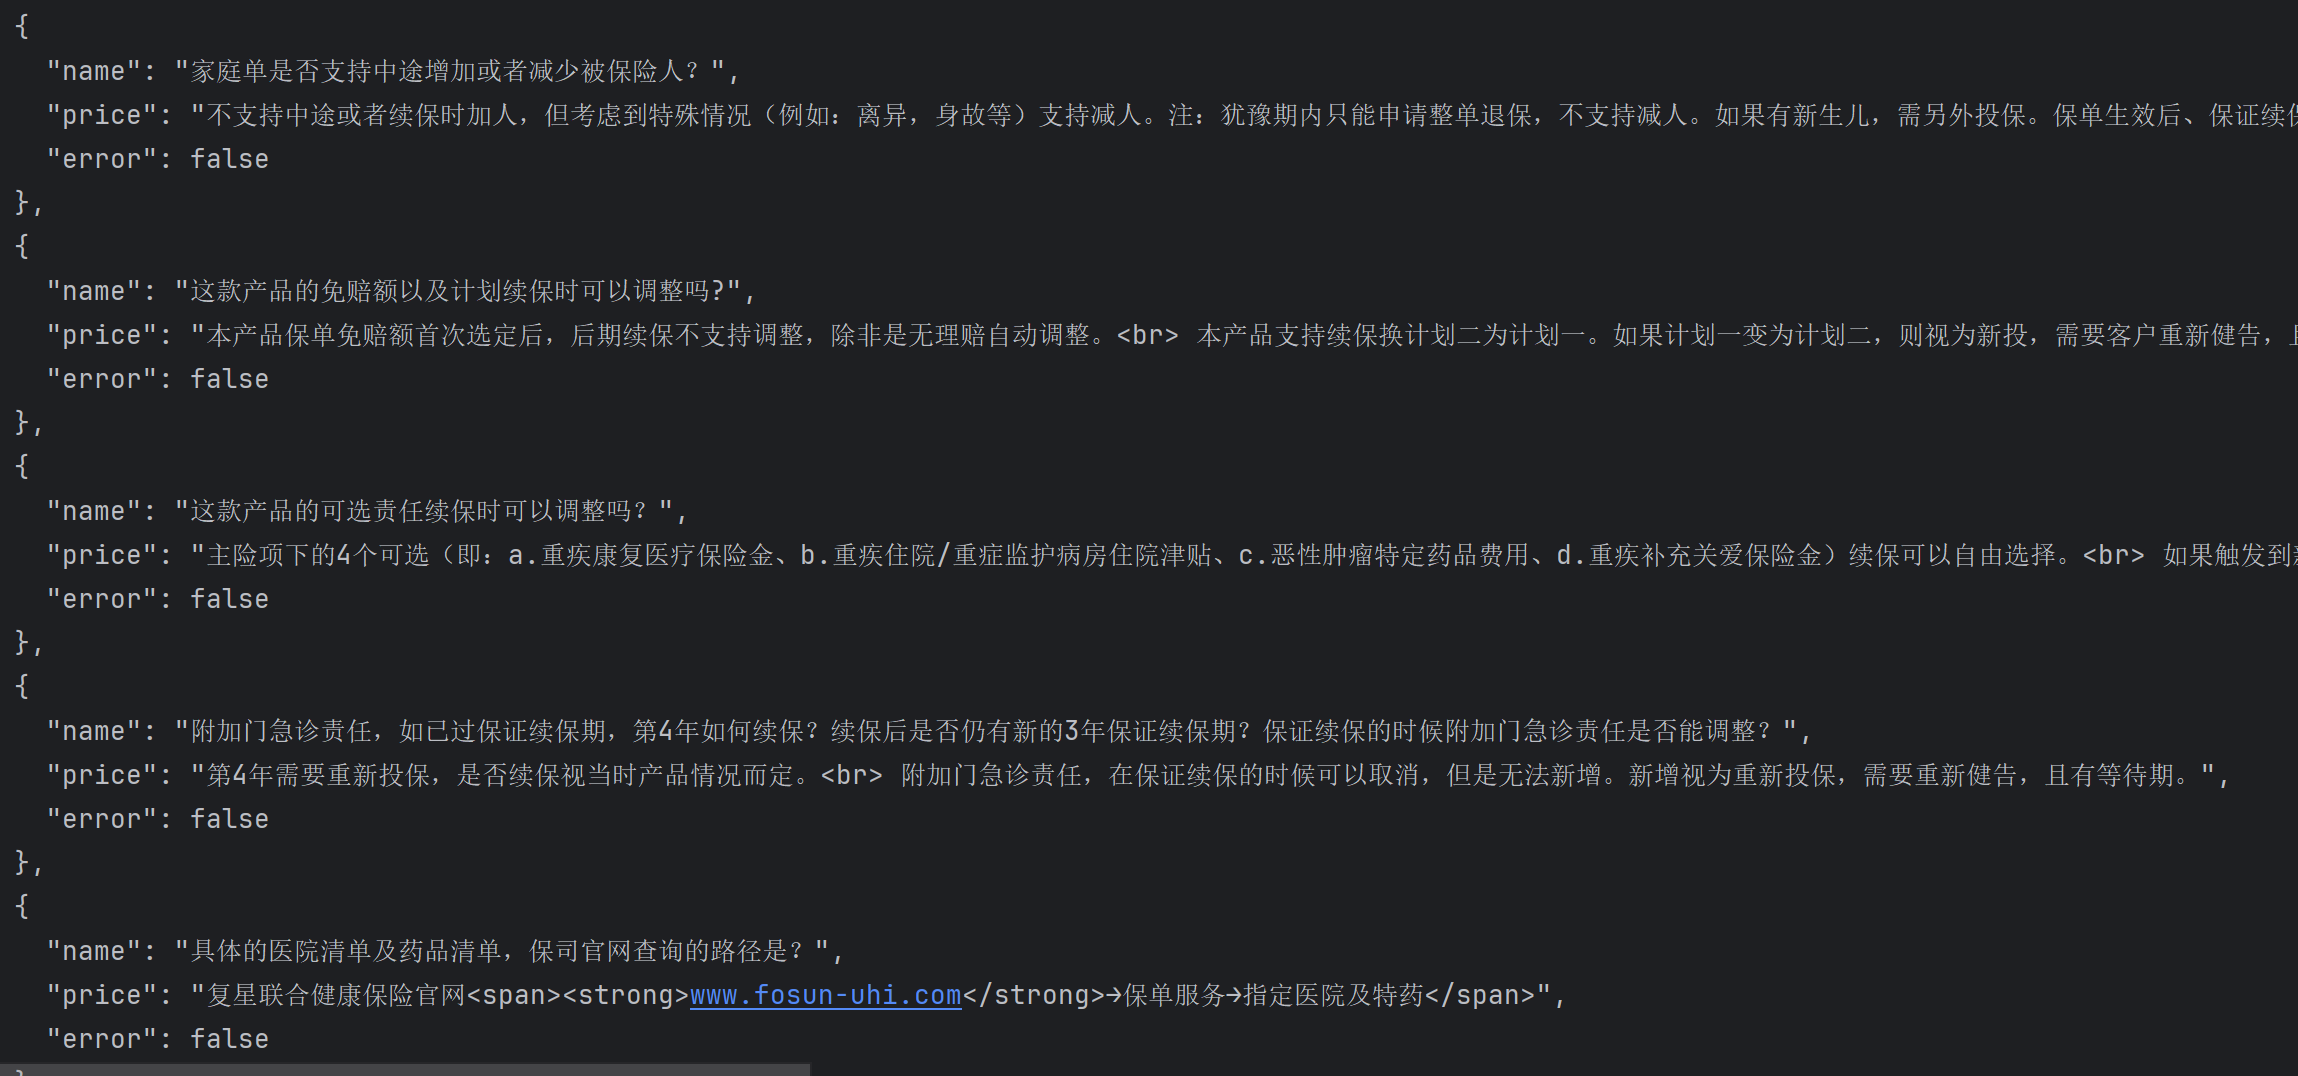 {
"name": "家庭单是否支持中途增加或者减少被保险人？",
"price": "不支持中途或者续保时加人，但考虑到特殊情况（例如：离异，身故等）支持减人。注：犹豫期内只能申请整单退保，不支持减人。如果有新生儿，需另外投保。保单生效后、保证续
"error": false
},
{
"name": "这款产品的免赔额以及计划续保时可以调整吗?",
"price": "本产品保单免赔额首次选定后，后期续保不支持调整，除非是无理赔自动调整。<br> 本产品支持续保换计划二为计划一。如果计划一变为计划二，则视为新投，需要客户重新健告，
"error": false
},
{
"name": "这款产品的可选责任续保时可以调整吗？",
"price": "主险项下的4个可选（即：a.重疾康复医疗保险金、b.重疾住院/重症监护病房住院津贴、c.恶性肿瘤特定药品费用、d.重疾补充关爱保险金）续保可以自由选择。<br> 如果触发到
"error": false
},
{
"name": "附加门急诊责任，如已过保证续保期，第4年如何续保？续保后是否仍有新的3年保证续保期？保证续保的时候附加门急诊责任是否能调整？",
"price": "第4年需要重新投保，是否续保视当时产品情况而定。<br> 附加门急诊责任，在保证续保的时候可以取消，但是无法新增。新增视为重新投保，需要重新健告，且有等待期。",
"error": false
},
{
"name": "具体的医院清单及药品清单，保司官网查询的路径是？",
"price": "复星联合健康保险官网<span><strong>www.fosun-uhi.com</strong>→保单服务→指定医院及特药</span>",
"error": false